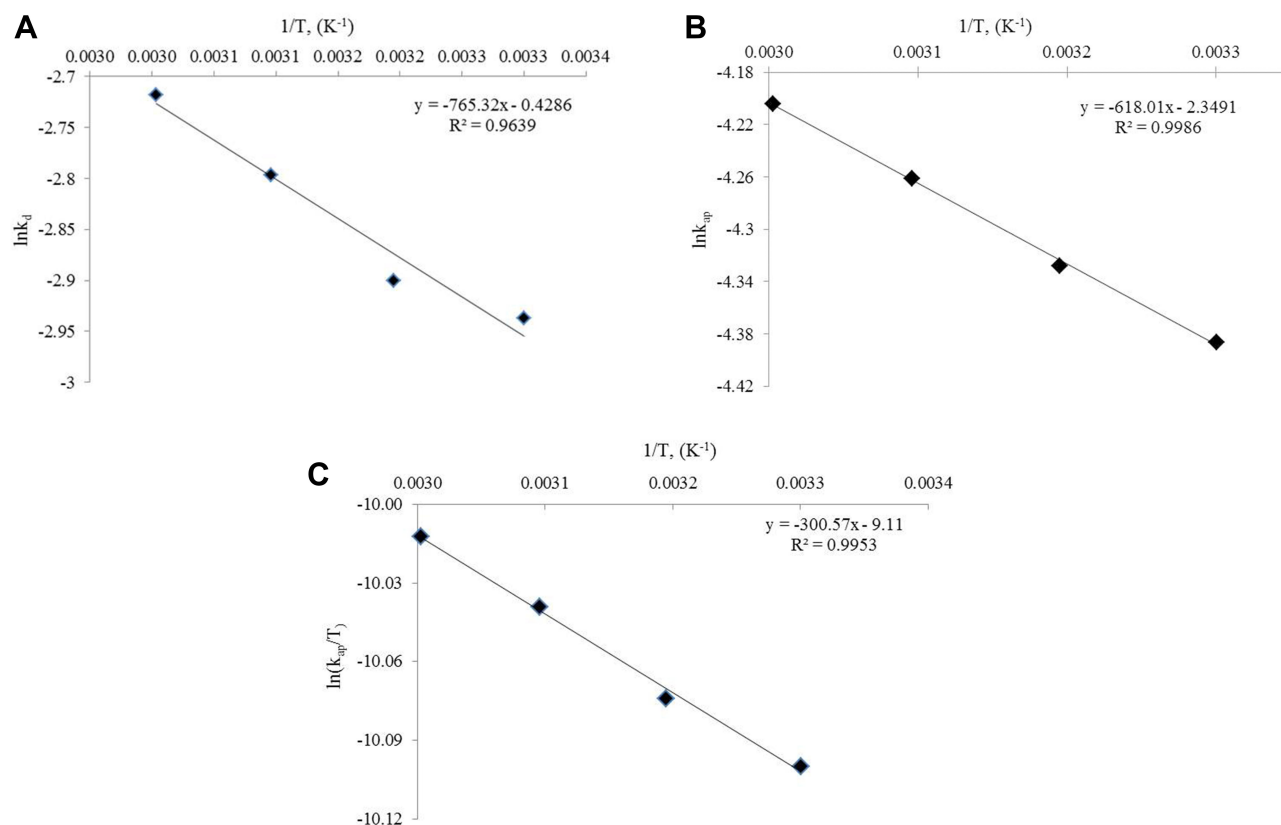 A
1/T, (K⁻¹)
0.0030 0.0030 0.0031 0.0031 0.0032 0.0032 0.0033 0.0033 0.0034
-2.7
y = -765.32x - 0.4286
R² = 0.9639
-2.75
-2.8
-2.85
lnk_d
-2.9
-2.95
-3
B
1/T, (K⁻¹)
0.0030 0.0031 0.0032 0.0033
-4.18
y = -618.01x - 2.3491
R² = 0.9986
-4.22
-4.26
lnk_ap
-4.3
-4.34
-4.38
-4.42
C
1/T, (K⁻¹)
0.0030 0.0031 0.0032 0.0033 0.0034
-10.00
y = -300.57x - 9.11
R² = 0.9953
-10.03
ln(k_ap/T)
-10.06
-10.09
-10.12